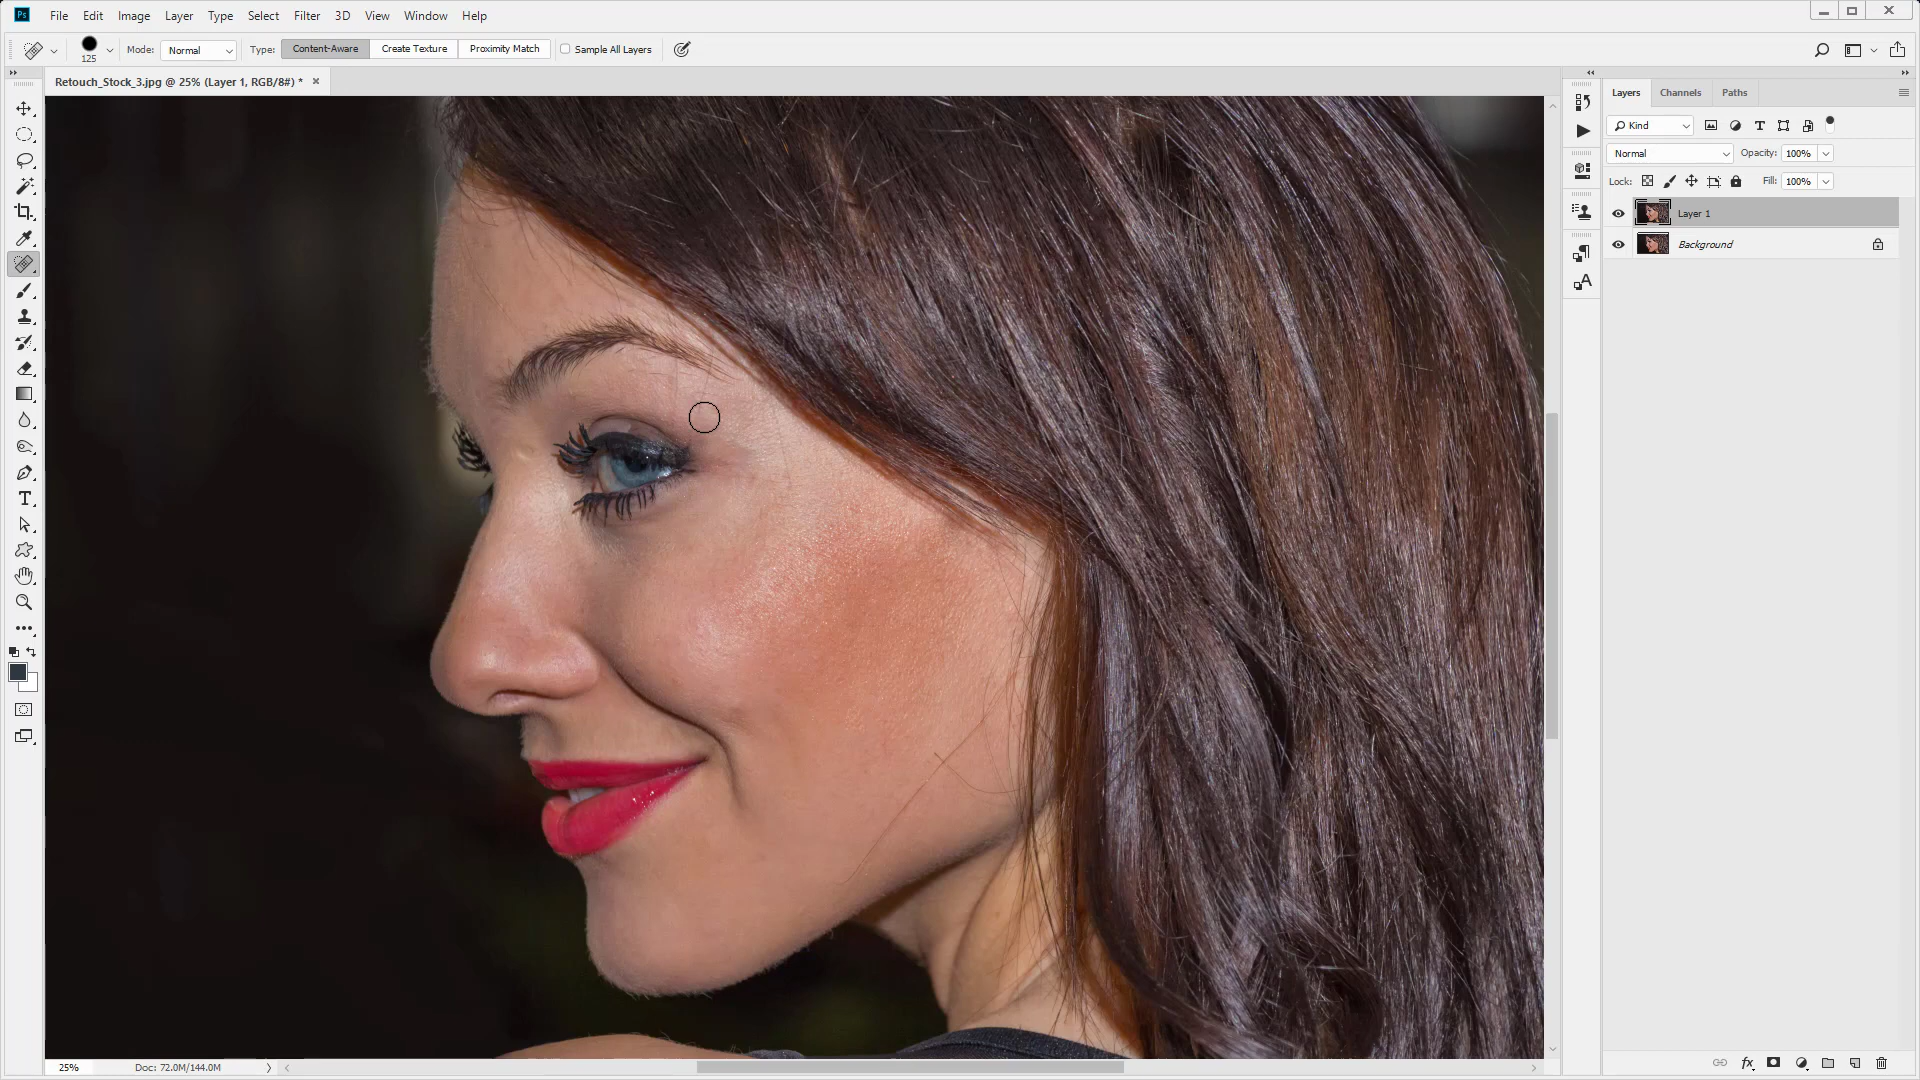 Ps File Edit Image Layer Type Select Filter 3D View Window Help
125 Mode: Normal Type: Content-Aware Create Texture Proximity Match Sample All Layers
Retouch_Stock_3.jpg @ 25% (Layer 1, RGB/8#) *
Layers Channels Paths
Kind
Normal Opacity: 100%
Lock: Fill: 100%
Layer 1
Background
25% Doc: 72.0M/144.0M
fx